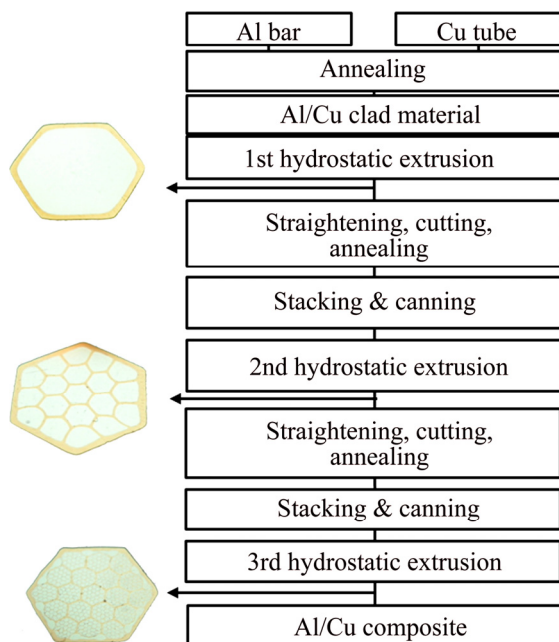 Al bar
Cu tube
Annealing
Al/Cu clad material
1st hydrostatic extrusion
Straightening, cutting,
annealing
Stacking & canning
2nd hydrostatic extrusion
Straightening, cutting,
annealing
Stacking & canning
3rd hydrostatic extrusion
Al/Cu composite